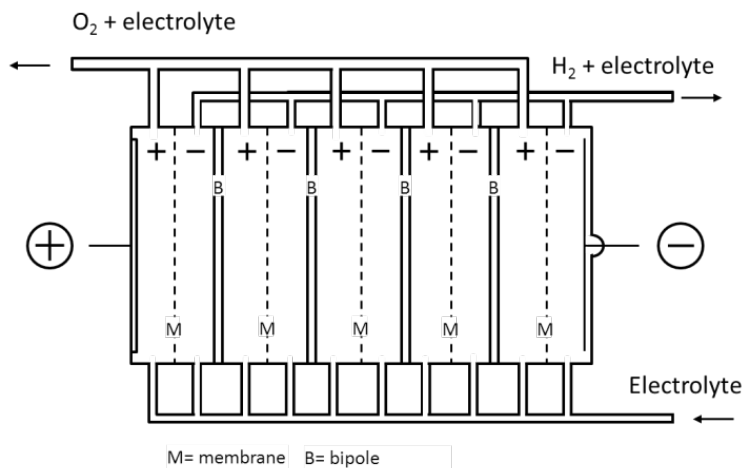 O₂ + electrolyte
H₂ + electrolyte
+ − + − + − + − + −
B B B B
+ −
M M M M M
Electrolyte
M= membrane B= bipole